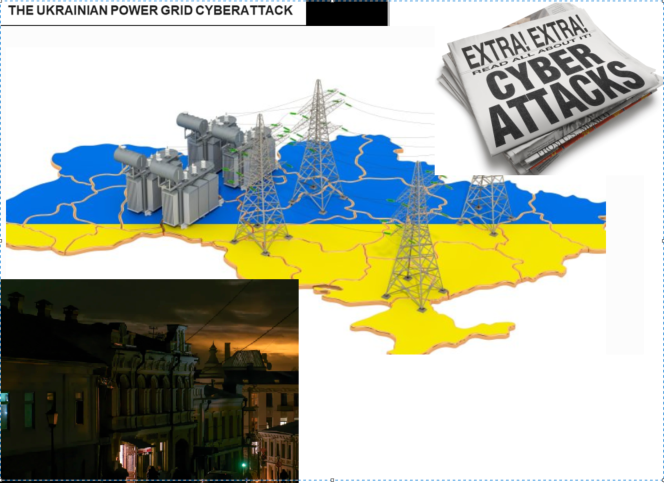 THE UKRAINIAN POWER GRID CYBERATTACK
EXTRA! EXTRA!
READ ALL ABOUT IT!
CYBER
ATTACKS